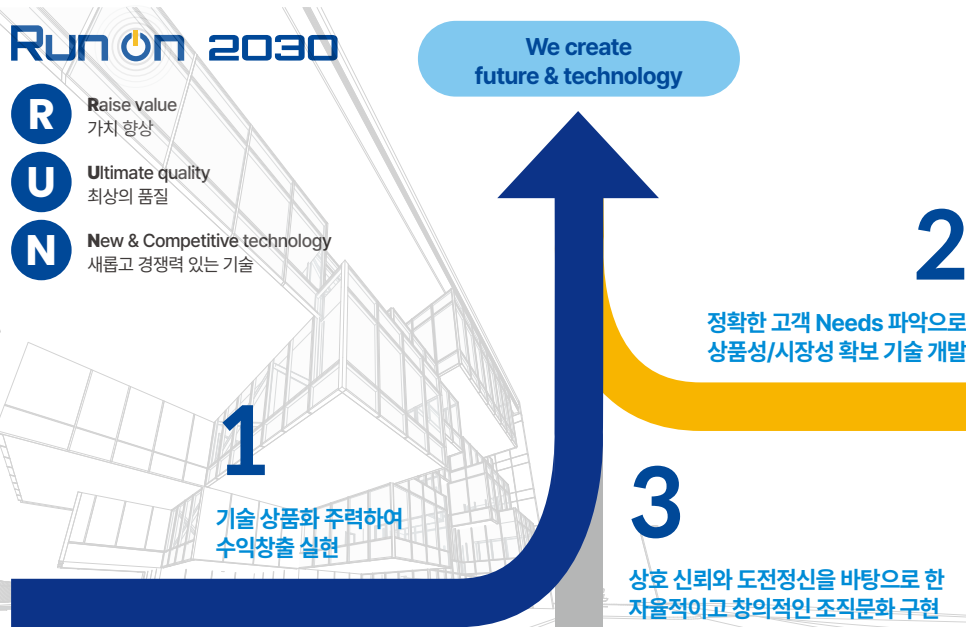 Run On 2030
We create
future & technology
R
Raise value
가치 향상
U
Ultimate quality
최상의 품질
N
New & Competitive technology
새롭고 경쟁력 있는 기술
1
기술 상품화 주력하여
수익창출 실현
2
정확한 고객 Needs 파악으로
상품성/시장성 확보 기술 개발
3
상호 신뢰와 도전정신을 바탕으로 한
자율적이고 창의적인 조직문화 구현